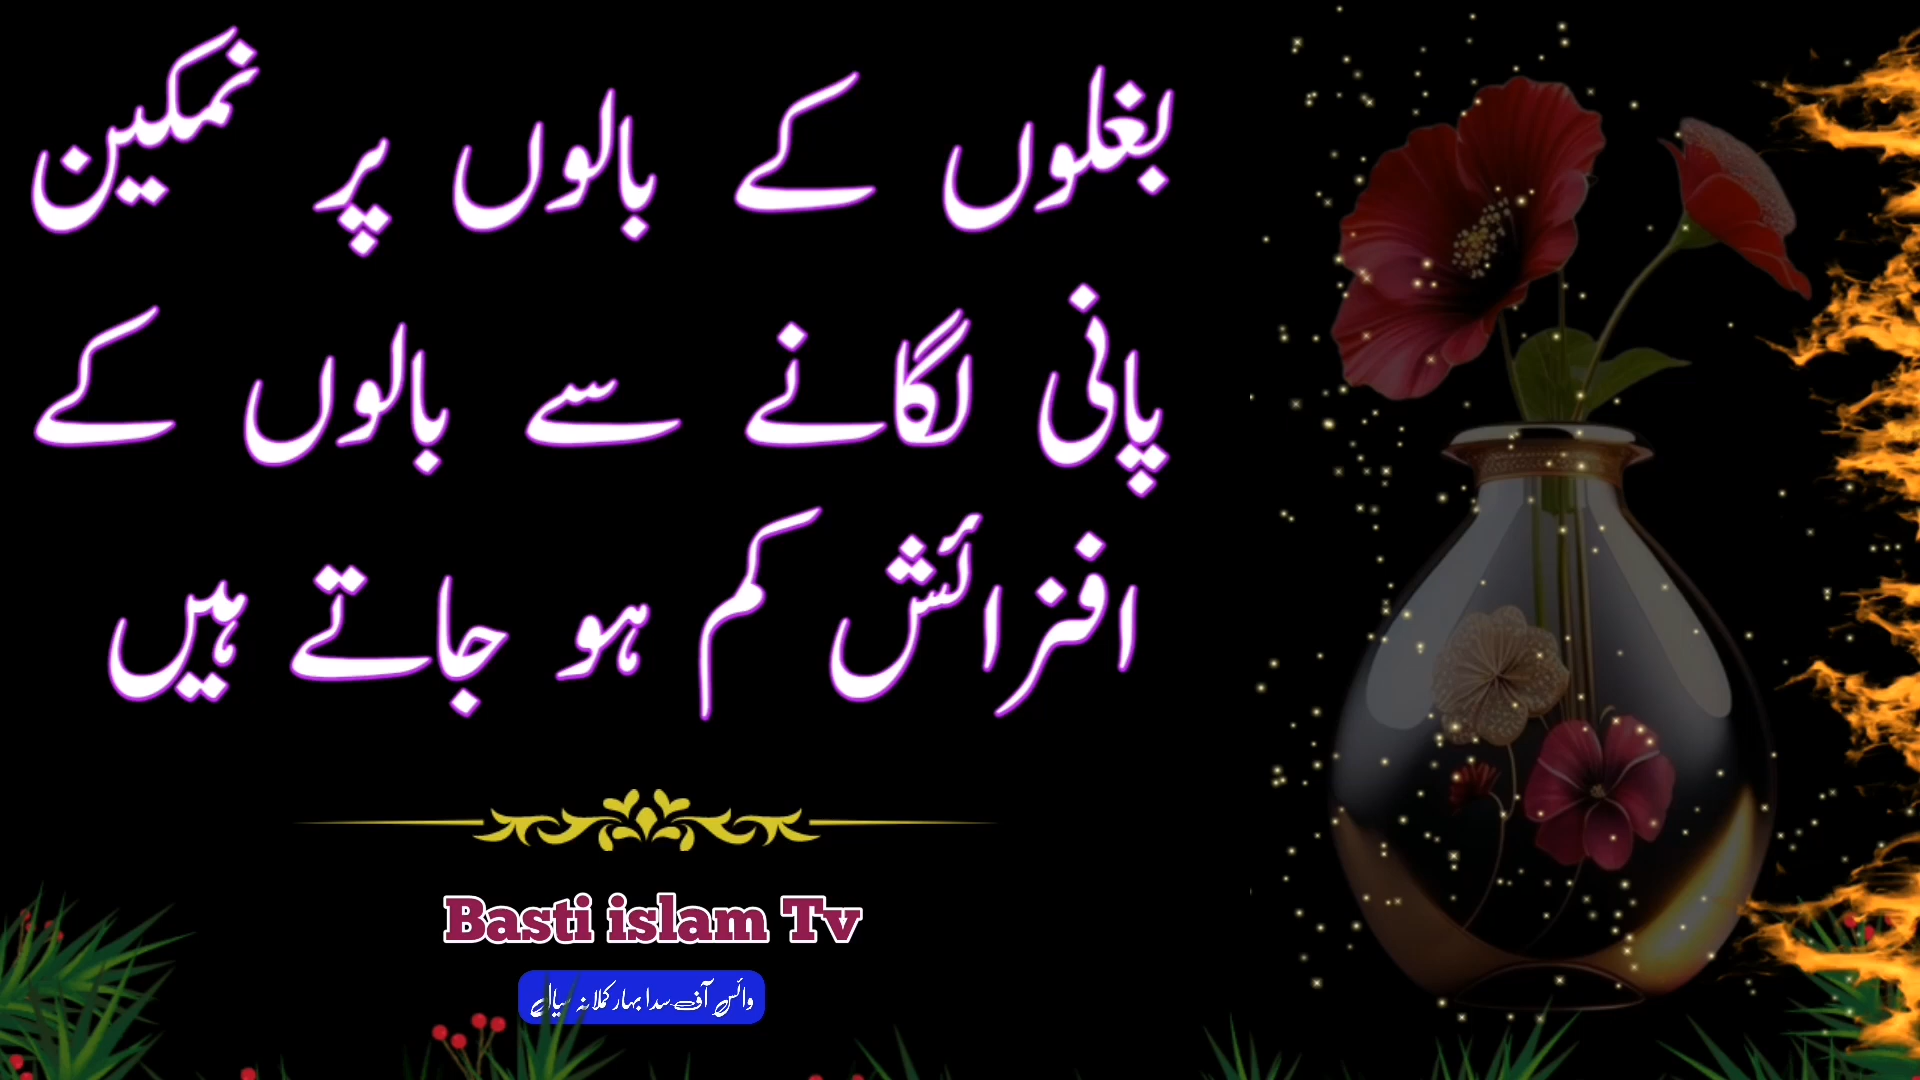 بغلوں کے بالوں پر نمکین
پانی لگانے سے بالوں کے
افزائش کم ہو جاتے ہیں
Basti islam Tv
وائس آف سدا بہار کملانہ سیال